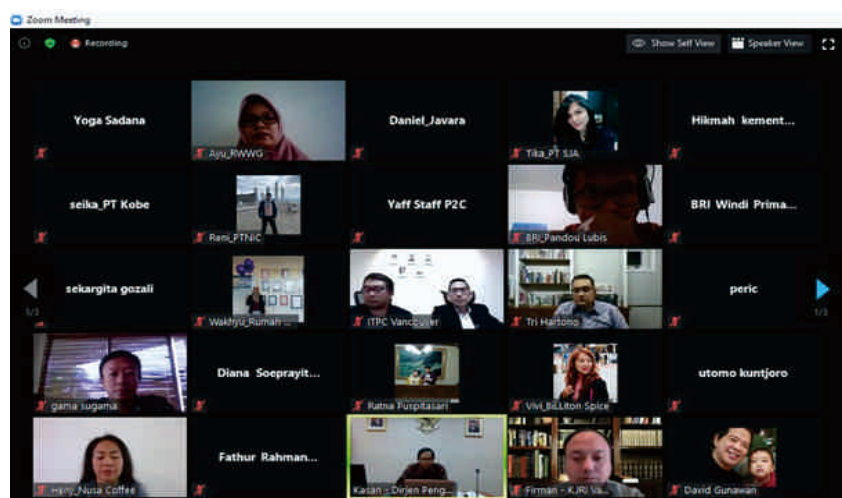 Zoom Meeting
Recording
Show Self View
Speaker View
Yoga Sadana
Ayu_RWWG
Daniel_Javara
Tika_PT SJA
Hikmah kement...
seika_PT Kobe
Reni_PTNIC
Yaff Staff P2C
BRI_Pandou Lubis
BRI Windi Prima...
sekargita gozali
Wakhyu_Rumah ...
ITPC Vancouver
Tri Hartono
peric
1/3
1/3
gama sugama
Diana Soeprayit...
Ratna Puspitasari
Vivi_BiLLiton Spice
utomo kuntjoro
Hany_Nusa Coffee
Fathur Rahman...
Kasan - Dirjen Peng...
Firman - KJRI Va...
David Gunawan